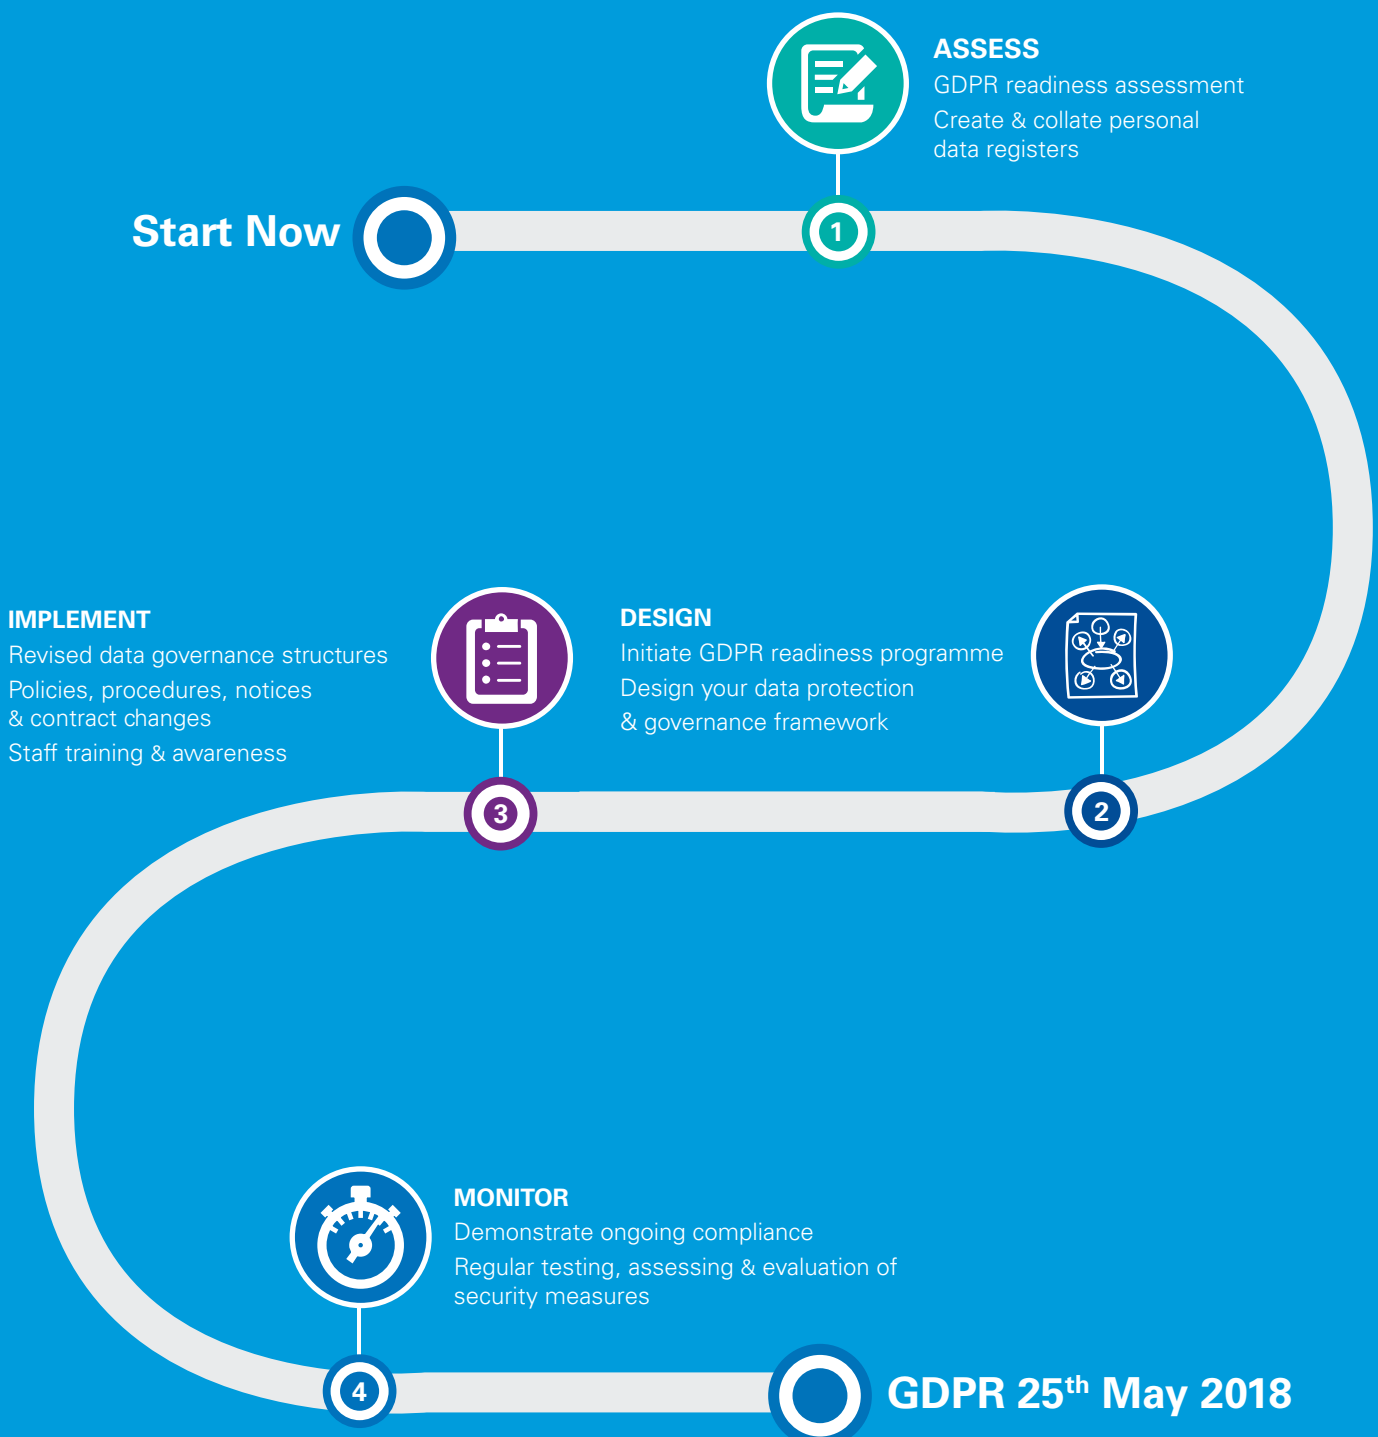 ASSESS
GDPR readiness assessment
Create & collate personal
data registers
Start Now
1
DESIGN
Initiate GDPR readiness programme
Design your data protection
& governance framework
2
IMPLEMENT
Revised data governance structures
Policies, procedures, notices
& contract changes
Staff training & awareness
3
MONITOR
Demonstrate ongoing compliance
Regular testing, assessing & evaluation of
security measures
4
GDPR 25th May 2018